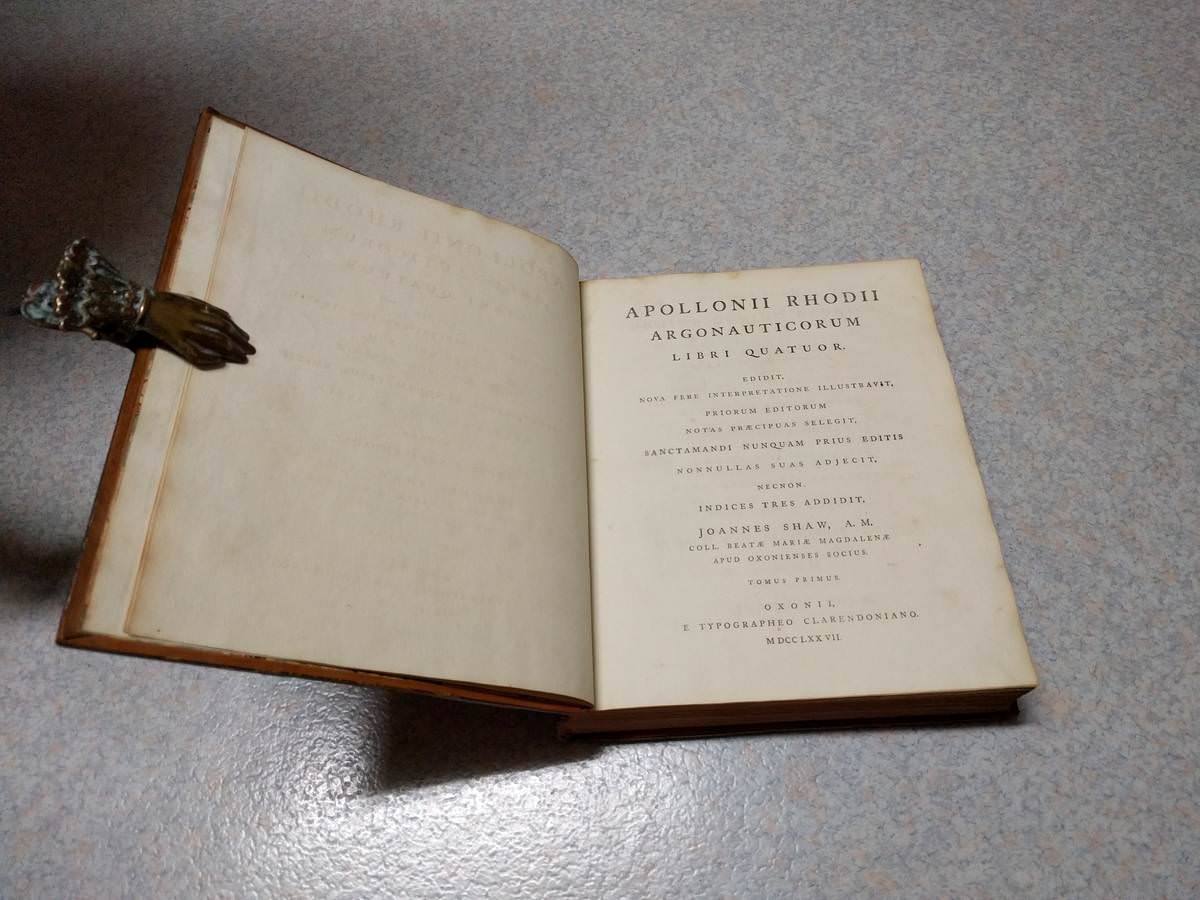 APOLLONII RHODII
ARGONAUTICORUM
LIBRI QUATUOR.
EDIDIT,
NOVA FERE INTERPRETATIONE ILLUSTRAVIT,
PRIORUM EDITORUM
NOTAS PRÆCIPUAS SELEGIT,
SANCTAMANDI NUNQUAM PRIUS EDITIS
NONNULLAS SUAS ADJECIT,
NECNON.
INDICES TRES ADDIDIT,
JOANNES SHAW, A. M.
COLL. BEATÆ MARIÆ MAGDALENÆ
APUD OXONIENSES SOCIUS.
TOMUS PRIMUS.
OXONII,
E TYPOGRAPHEO CLARENDONIANO.
MDCCLXXVII.